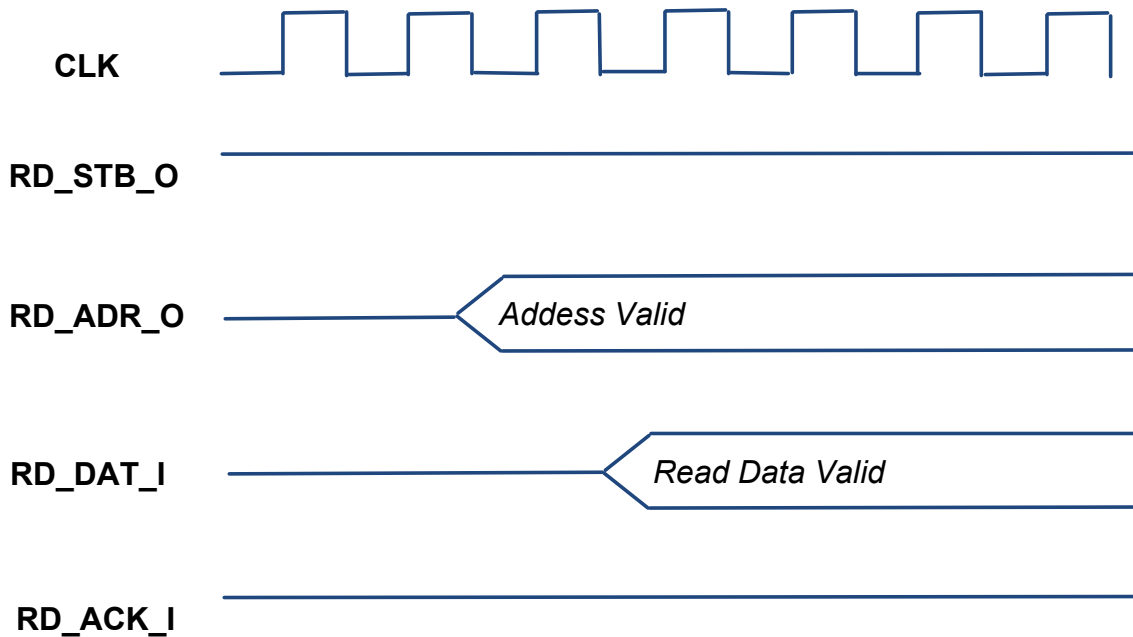 CLK
RD_STB_O
RD_ADR_O
Addess Valid
RD_DAT_I
Read Data Valid
RD_ACK_I